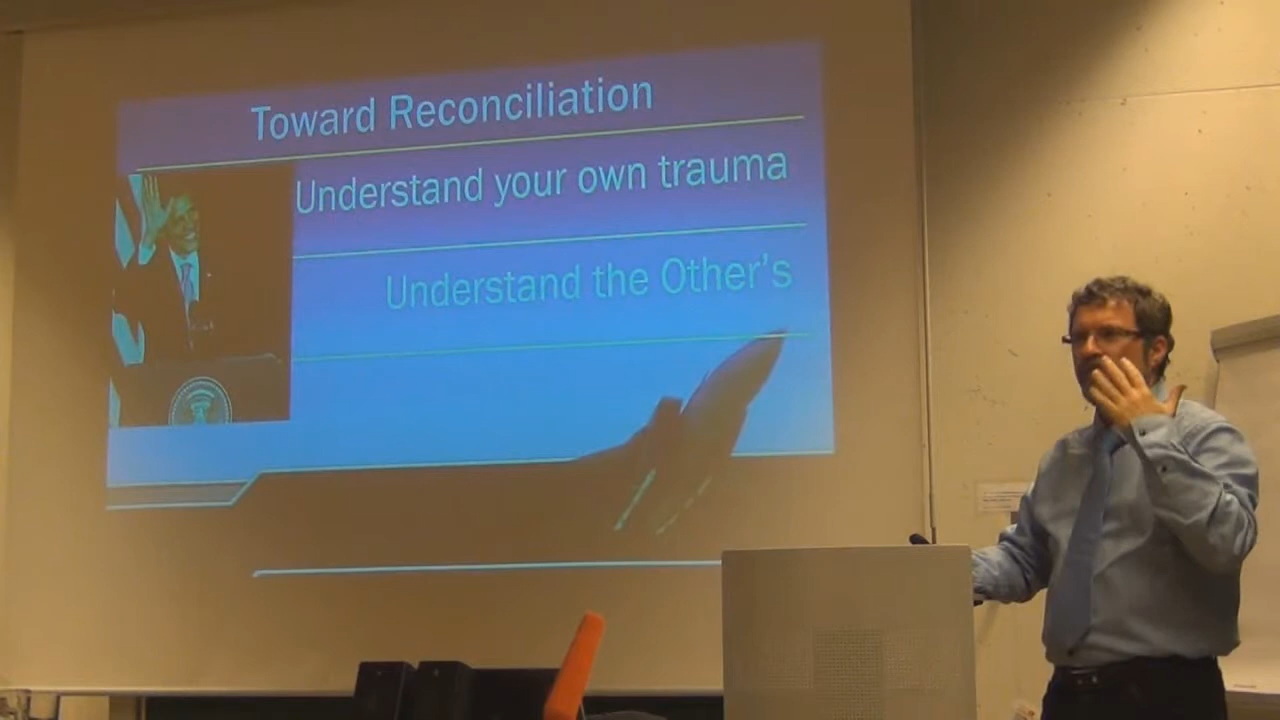 Toward Reconciliation
Understand your own trauma
Understand the Other's